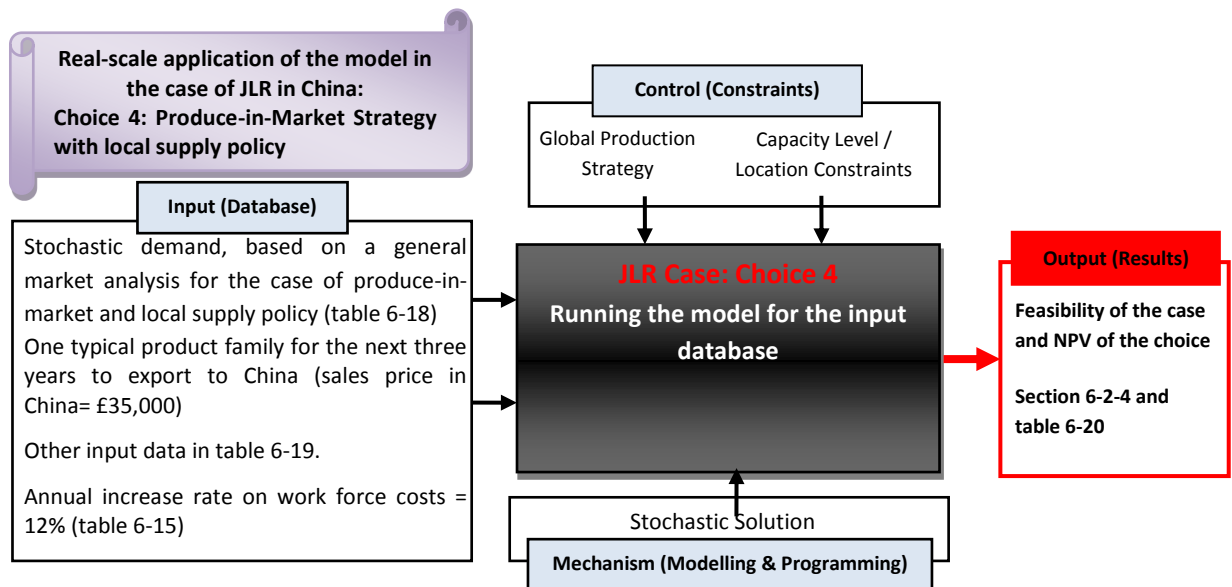 Real-scale application of the model in
the case of JLR in China:
Choice 4: Produce-in-Market Strategy
with local supply policy
Control (Constraints)
Global Production
Strategy
Capacity Level /
Location Constraints
Input (Database)
Stochastic demand, based on a general
market analysis for the case of produce-in-
market and local supply policy (table 6-18)
One typical product family for the next three
years to export to China (sales price in
China= £35,000)
Other input data in table 6-19.
Annual increase rate on work force costs =
12% (table 6-15)
JLR Case: Choice 4
Running the model for the input
database
Output (Results)
Feasibility of the case
and NPV of the choice
Section 6-2-4 and
table 6-20
Stochastic Solution
Mechanism (Modelling & Programming)